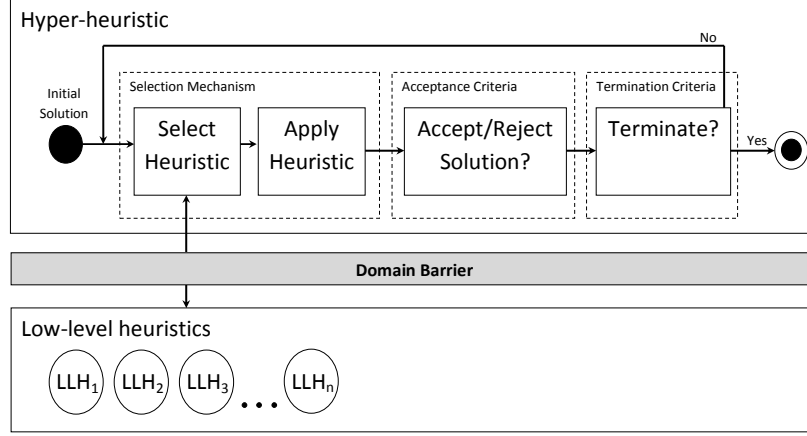 Hyper-heuristic
No
Initial
Solution
Selection Mechanism
Acceptance Criteria
Termination Criteria
Select
Heuristic
Apply
Heuristic
Accept/Reject
Solution?
Terminate?
Yes
Domain Barrier
Low-level heuristics
LLH₁ LLH₂ LLH₃ ... LLHₙ